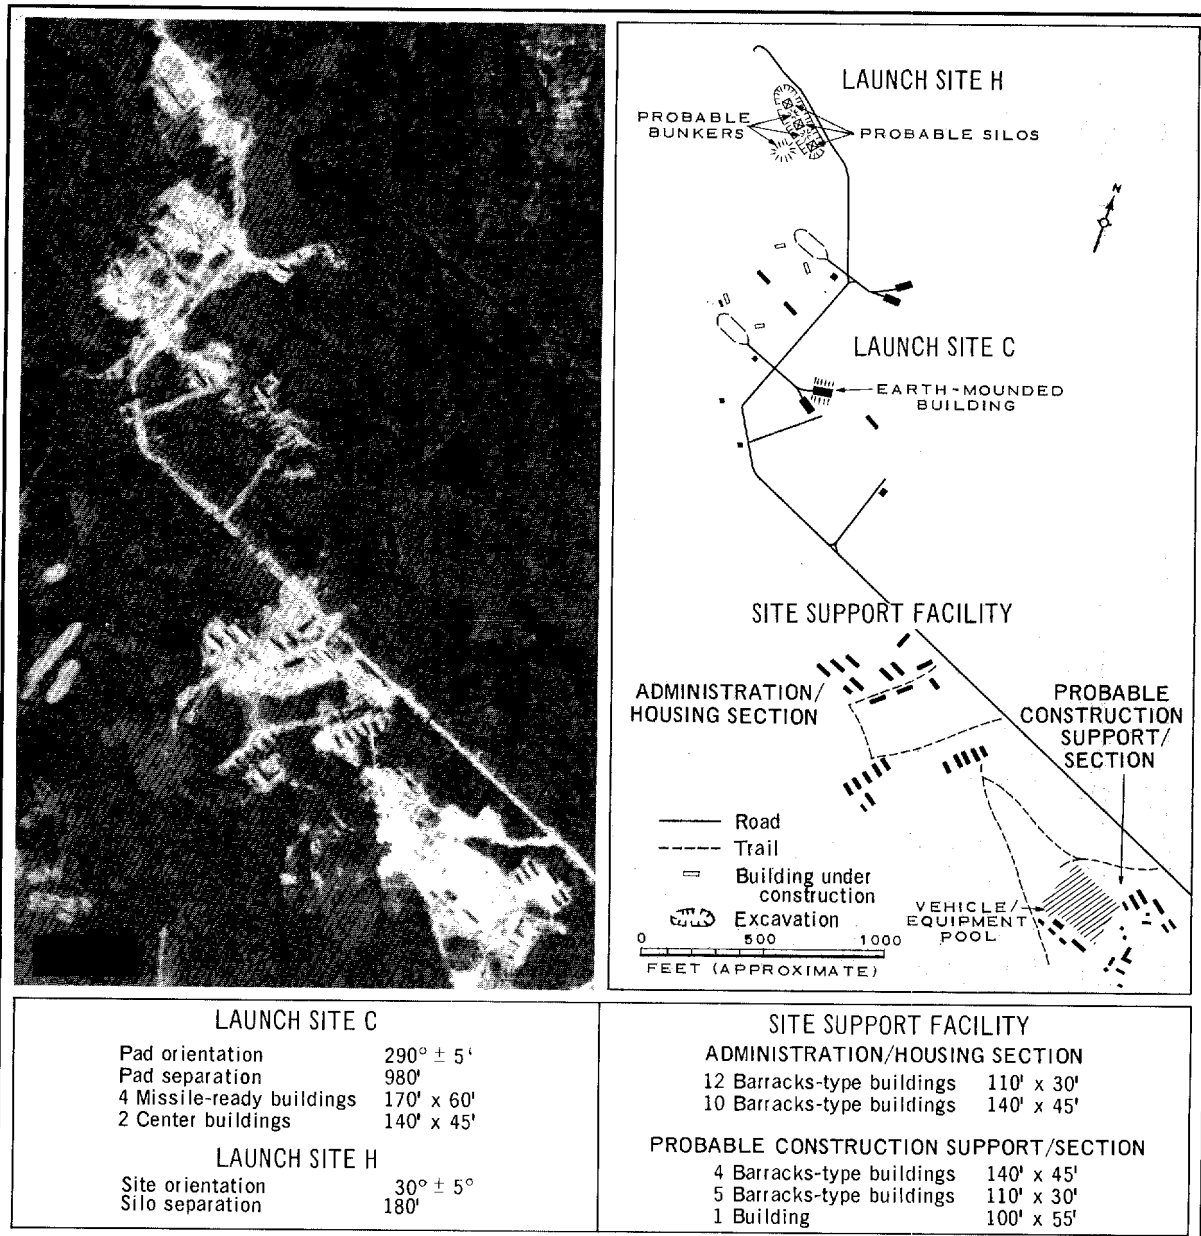 LAUNCH SITE H
PROBABLE
BUNKERS
PROBABLE SILOS
N
LAUNCH SITE C
EARTH-MOUNDED
BUILDING
SITE SUPPORT FACILITY
ADMINISTRATION/
HOUSING SECTION
PROBABLE
CONSTRUCTION
SUPPORT/
SECTION
Road
Trail
Building under
construction
Excavation
VEHICLE/
EQUIPMENT
POOL
0 500 1000
FEET (APPROXIMATE)
LAUNCH SITE C
Pad orientation 290° ± 5'
Pad separation 980'
4 Missile-ready buildings 170' x 60'
2 Center buildings 140' x 45'
LAUNCH SITE H
Site orientation 30° ± 5°
Silo separation 180'
SITE SUPPORT FACILITY
ADMINISTRATION/HOUSING SECTION
12 Barracks-type buildings 110' x 30'
10 Barracks-type buildings 140' x 45'
PROBABLE CONSTRUCTION SUPPORT/SECTION
4 Barracks-type buildings 140' x 45'
5 Barracks-type buildings 110' x 30'
1 Building 100' x 55'